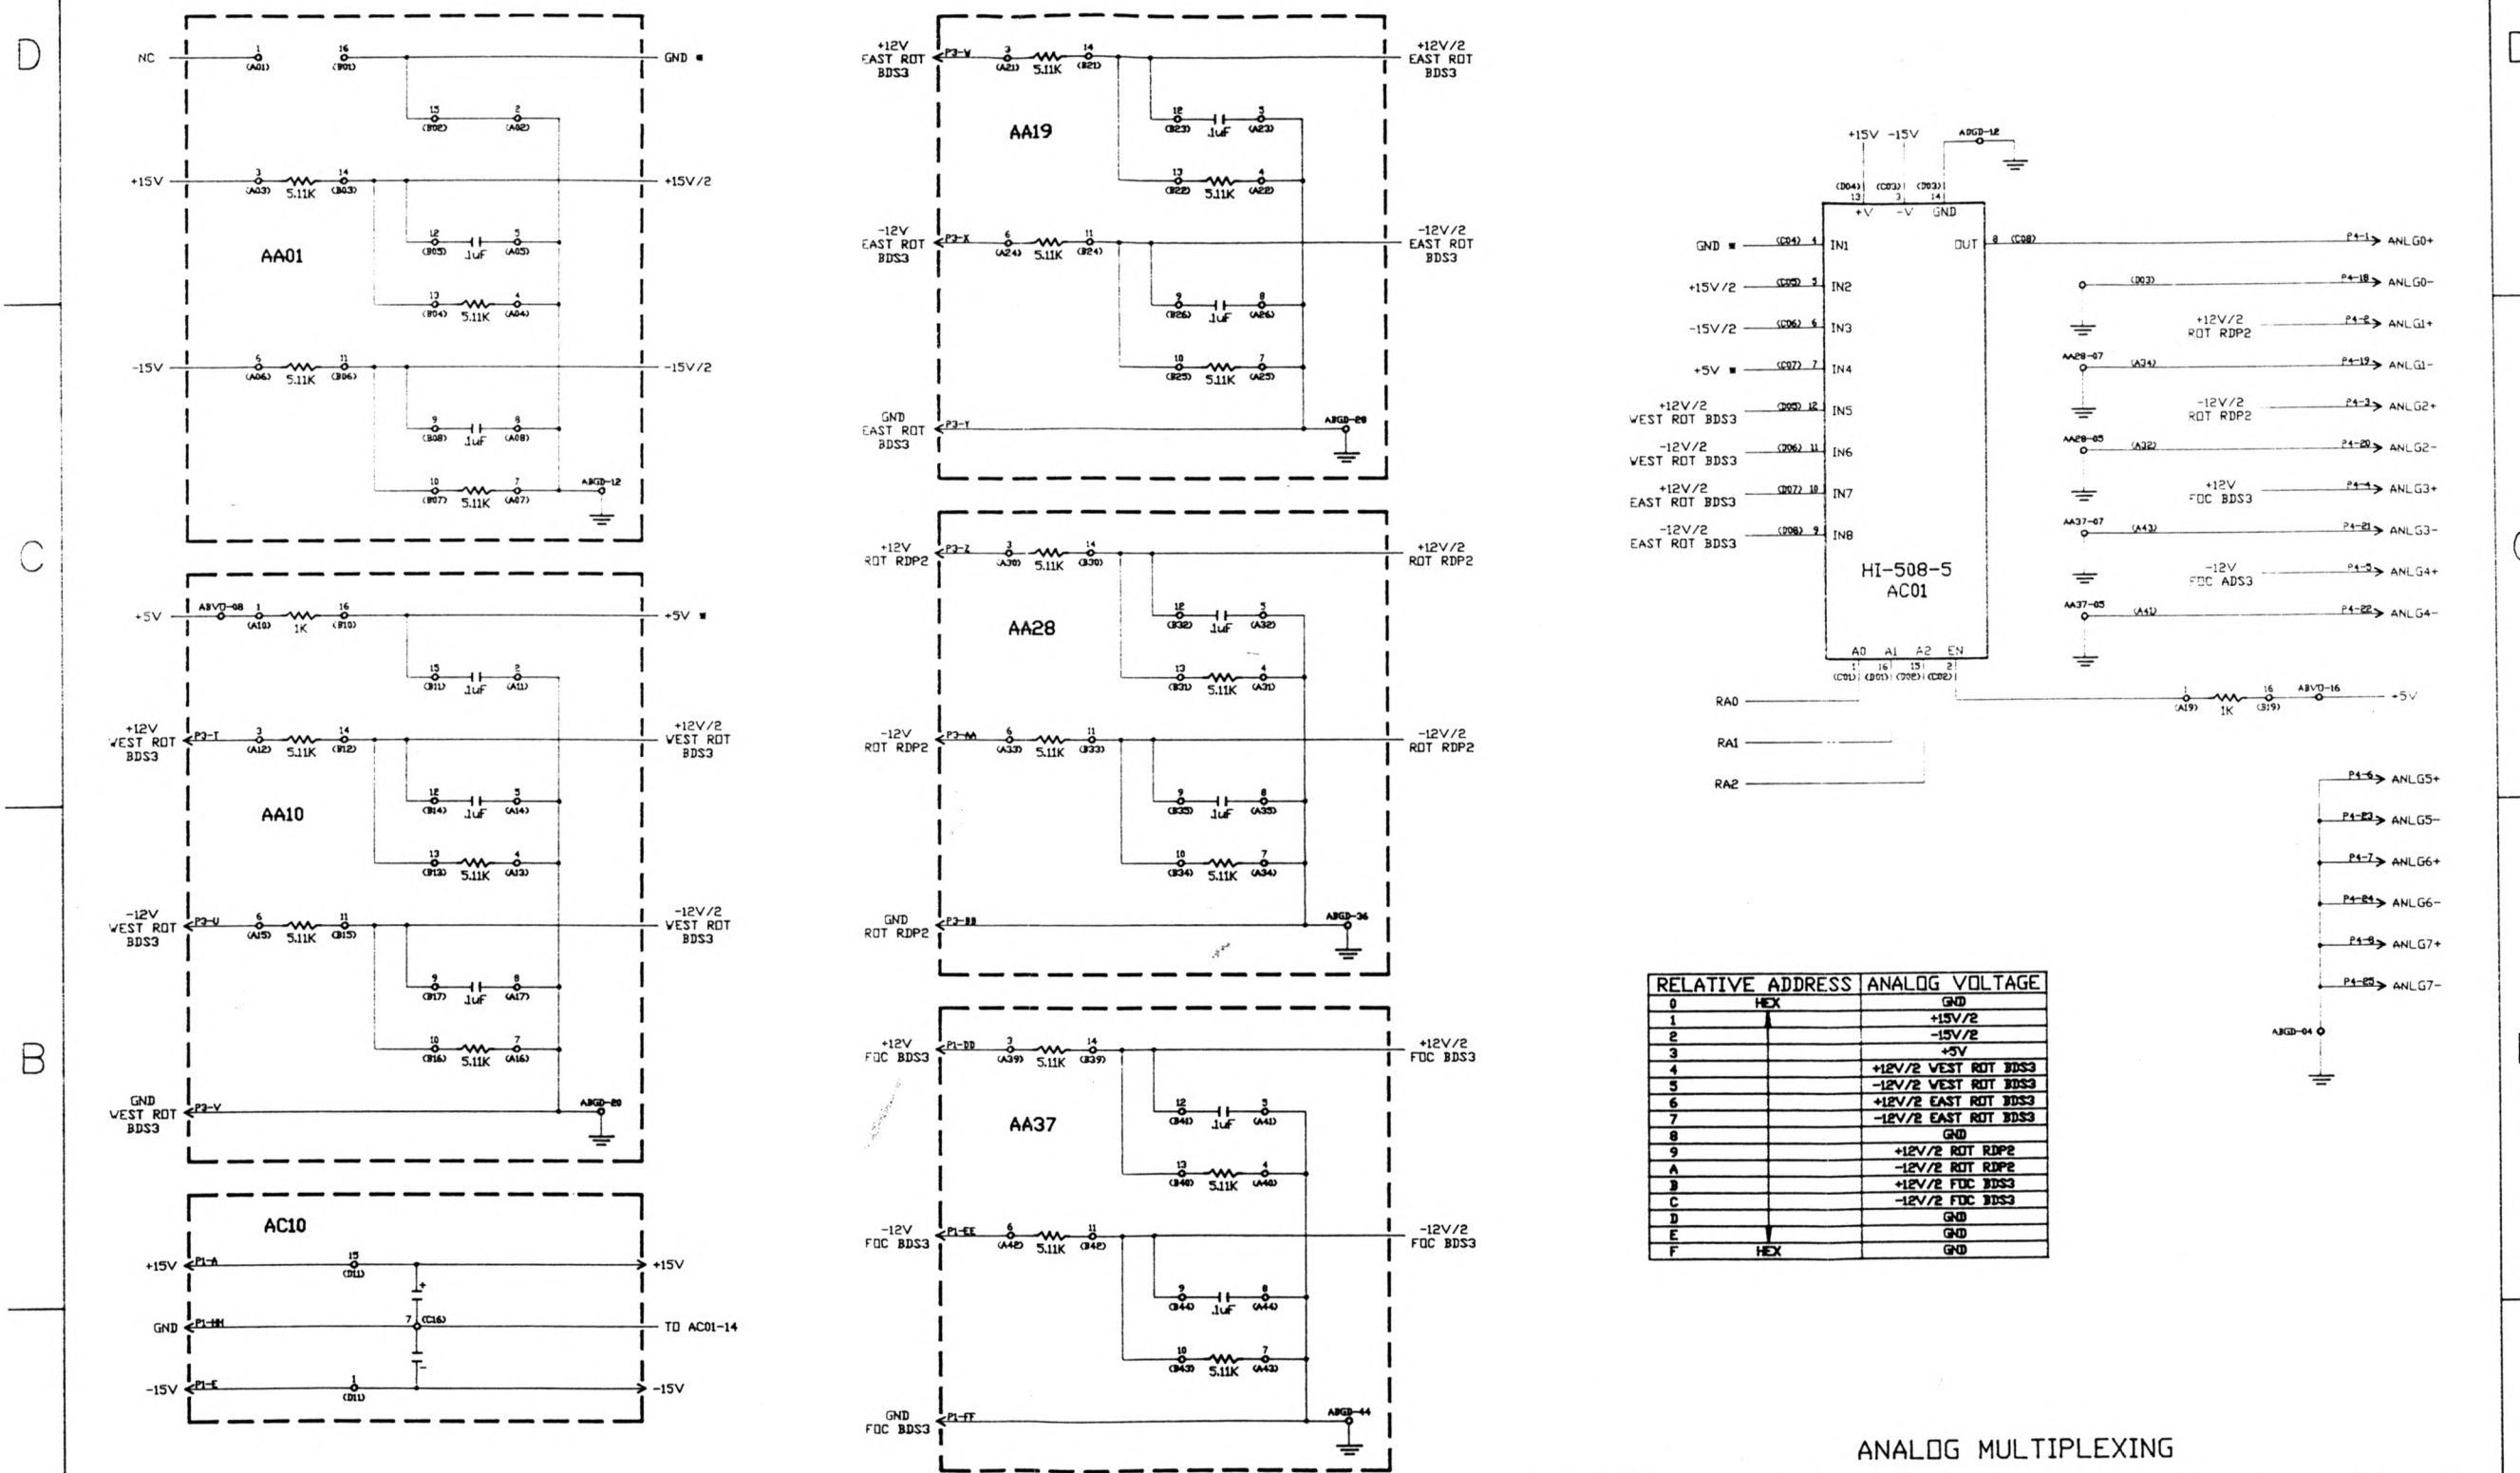 D
C
B
NC
1
(A01)
16
(B01)
GND *
15
(B02)
2
(A02)
+15V
3
(A03)
5.11K
14
(B03)
+15V/2
AA01
12
(B05)
.1uF
5
(A05)
13
(B04)
5.11K
4
(A04)
-15V
(A06)
5.11K
11
(B06)
-15V/2
9
(B08)
.1uF
8
(A08)
10
(B07)
5.11K
7
(A07)
ABGD-12
+5V
ABVO-08
1
(A10)
1K
16
(B10)
+5V *
15
(B11)
.1uF
2
(A11)
+12V
WEST ROT
BDS3
P3-T
3
(A12)
5.11K
14
(B12)
+12V/2
WEST ROT
BDS3
AA10
12
(B14)
.1uF
5
(A14)
13
(B13)
5.11K
4
(A13)
-12V
WEST ROT
BDS3
P3-U
6
(A15)
5.11K
11
(B15)
-12V/2
WEST ROT
BDS3
9
(B17)
.1uF
8
(A17)
10
(B16)
5.11K
7
(A16)
GND
WEST ROT
BDS3
P3-V
ABGD-20
AC10
+15V
P1-A
15
(D11)
+
+15V
GND
P1-HH
7
(C16)
TO AC01-14
-
-15V
P1-E
1
(D11)
-15V
+12V
EAST ROT
BDS3
P3-W
3
(A21)
5.11K
14
(B21)
+12V/2
EAST ROT
BDS3
AA19
12
(B23)
.1uF
5
(A23)
13
(B22)
5.11K
4
(A22)
-12V
EAST ROT
BDS3
P3-X
6
(A24)
5.11K
11
(B24)
-12V/2
EAST ROT
BDS3
9
(B26)
.1uF
8
(A26)
10
(B25)
5.11K
7
(A25)
GND
EAST ROT
BDS3
P3-Y
ABGD-28
+12V
ROT RDP2
P3-Z
3
(A30)
5.11K
14
(B30)
+12V/2
ROT RDP2
AA28
12
(B32)
.1uF
5
(A32)
13
(B31)
5.11K
4
(A31)
-12V
ROT RDP2
P3-AA
6
(A33)
5.11K
11
(B33)
-12V/2
ROT RDP2
9
(B35)
.1uF
8
(A35)
10
(B34)
5.11K
7
(A34)
GND
ROT RDP2
P3-BB
ABGD-36
+12V
FOC BDS3
P1-DD
3
(A39)
5.11K
14
(B39)
+12V/2
FOC BDS3
AA37
12
(B41)
.1uF
5
(A41)
13
(B40)
5.11K
4
(A40)
-12V
FOC BDS3
P1-EE
6
(A42)
5.11K
11
(B42)
-12V/2
FOC BDS3
9
(B44)
.1uF
8
(A44)
10
(B43)
5.11K
7
(A43)
GND
FOC BDS3
P1-FF
ABGD-44
+15V -15V ABGD-12
(D04) (C03) (D03)
13 3 14
+V -V GND
GND * (C04) 4 IN1
OUT 8 (C08) P4-1 ANLG0+
+15V/2 (C05) 5 IN2
(D03) P4-18 ANLG0-
-15V/2 (C06) 6 IN3
+12V/2
ROT RDP2
P4-2 ANLG1+
+5V * (C07) 7 IN4
AA28-07 (A34) P4-19 ANLG1-
+12V/2
WEST ROT BDS3
(D05) 12 IN5
-12V/2
ROT RDP2
P4-3 ANLG2+
-12V/2
WEST ROT BDS3
(D06) 11 IN6
AA28-05 (A32) P4-20 ANLG2-
+12V/2
EAST ROT BDS3
(D07) 10 IN7
+12V
FOC BDS3
P4-4 ANLG3+
-12V/2
EAST ROT BDS3
(D08) 9 IN8
AA37-07 (A43) P4-21 ANLG3-
HI-508-5
AC01
-12V
FOC ADS3
P4-5 ANLG4+
AA37-05 (A41) P4-22 ANLG4-
A0 A1 A2 EN
1 16 15 2
(C01) (D01) (D02) (C02)
RA0
1
(A19)
1K
16
(B19)
ABVO-16
+5V
RA1
RA2
P4-6 ANLG5+
P4-23 ANLG5-
P4-7 ANLG6+
P4-24 ANLG6-
P4-8 ANLG7+
P4-25 ANLG7-
ABGD-04
RELATIVE ADDRESS ANALOG VOLTAGE
0 HEX GND
1 +15V/2
2 -15V/2
3 +5V
4 +12V/2 WEST ROT BDS3
5 -12V/2 WEST ROT BDS3
6 +12V/2 EAST ROT BDS3
7 -12V/2 EAST ROT BDS3
8 GND
9 +12V/2 ROT RDP2
A -12V/2 ROT RDP2
B +12V/2 FOC BDS3
C -12V/2 FOC BDS3
D GND
E GND
F HEX GND
ANALOG MULTIPLEXING